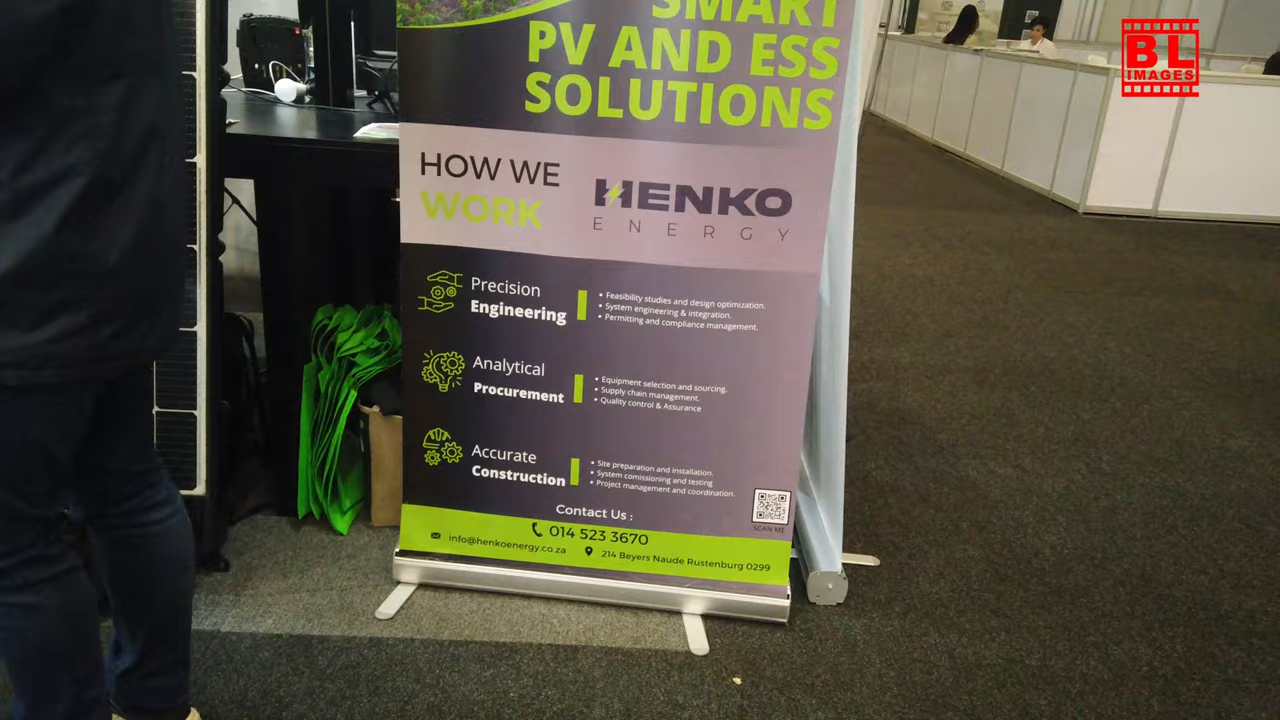 SMART
PV AND ESS
SOLUTIONS
HOW WE
WORK
HENKO
ENERGY
Precision
Engineering
• Feasibility studies and design optimization.
• System engineering & integration.
• Permitting and compliance management.
Analytical
Procurement
• Equipment selection and sourcing.
• Supply chain management.
• Quality control & Assurance
Accurate
Construction
• Site preparation and installation.
• System comissioning and testing
• Project management and coordination.
SCAN ME
Contact Us :
014 523 3670
info@henkoenergy.co.za
214 Beyers Naude Rustenburg 0299
BL
IMAGES